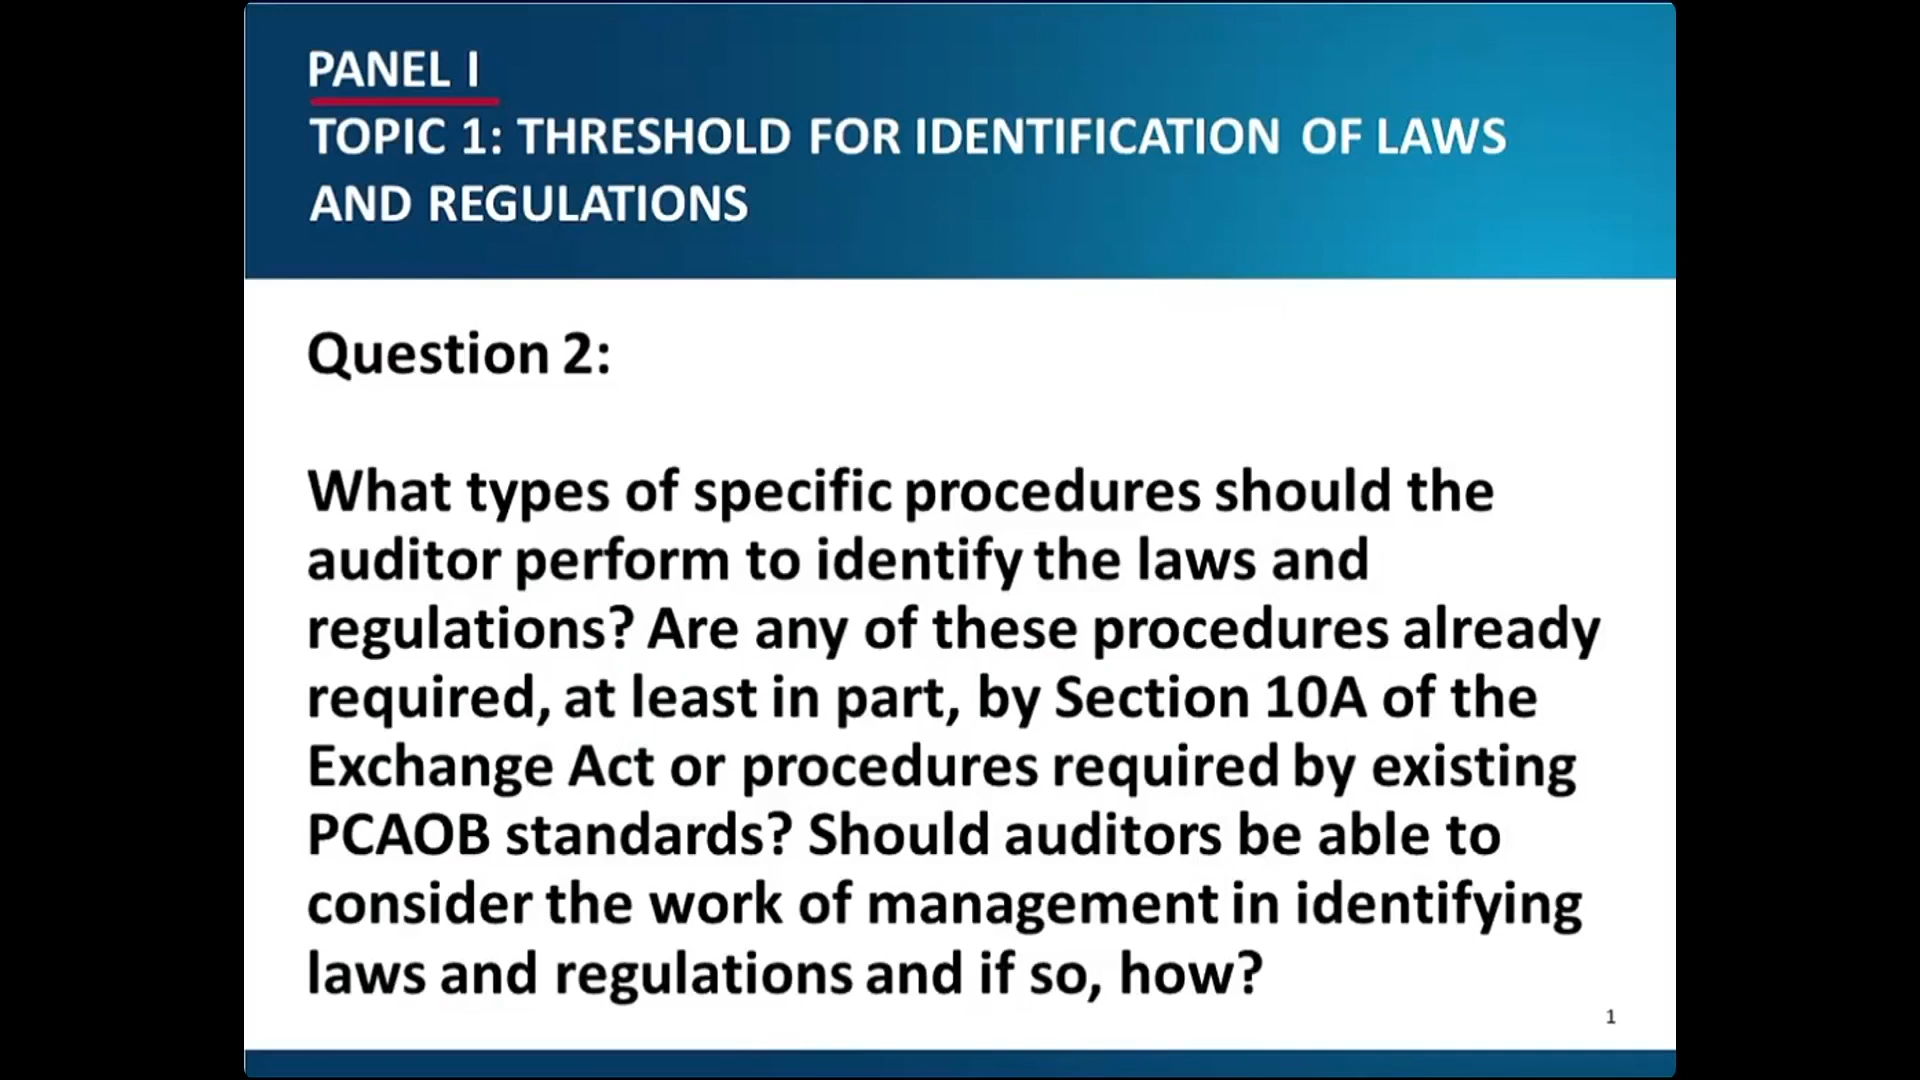 PANEL I
TOPIC 1: THRESHOLD FOR IDENTIFICATION OF LAWS
AND REGULATIONS
Question 2:
What types of specific procedures should the
auditor perform to identify the laws and
regulations? Are any of these procedures already
required, at least in part, by Section 10A of the
Exchange Act or procedures required by existing
PCAOB standards? Should auditors be able to
consider the work of management in identifying
laws and regulations and if so, how?
1